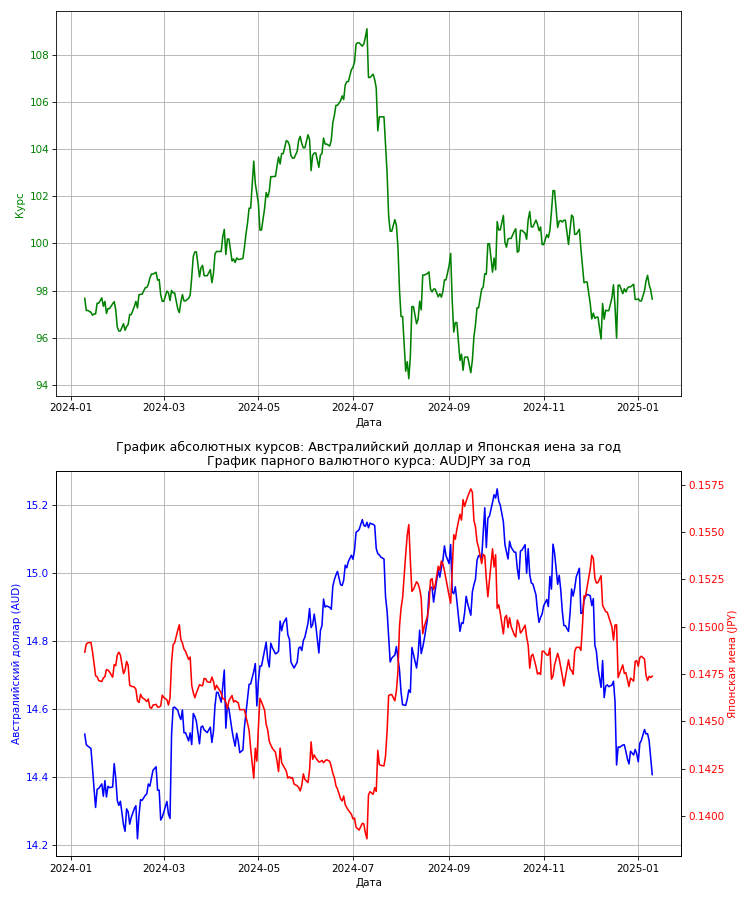 108
106
104
102
100
98
96
94
Курс
2024-01 2024-03 2024-05 2024-07 2024-09 2024-11 2025-01
Дата
График абсолютных курсов: Австралийский доллар и Японская иена за год
График парного валютного курса: AUDJPY за год
15.2
15.0
14.8
14.6
14.4
14.2
Австралийский доллар (AUD)
0.1575
0.1550
0.1525
0.1500
0.1475
0.1450
0.1425
0.1400
Японская иена (JPY)
2024-01 2024-03 2024-05 2024-07 2024-09 2024-11 2025-01
Дата